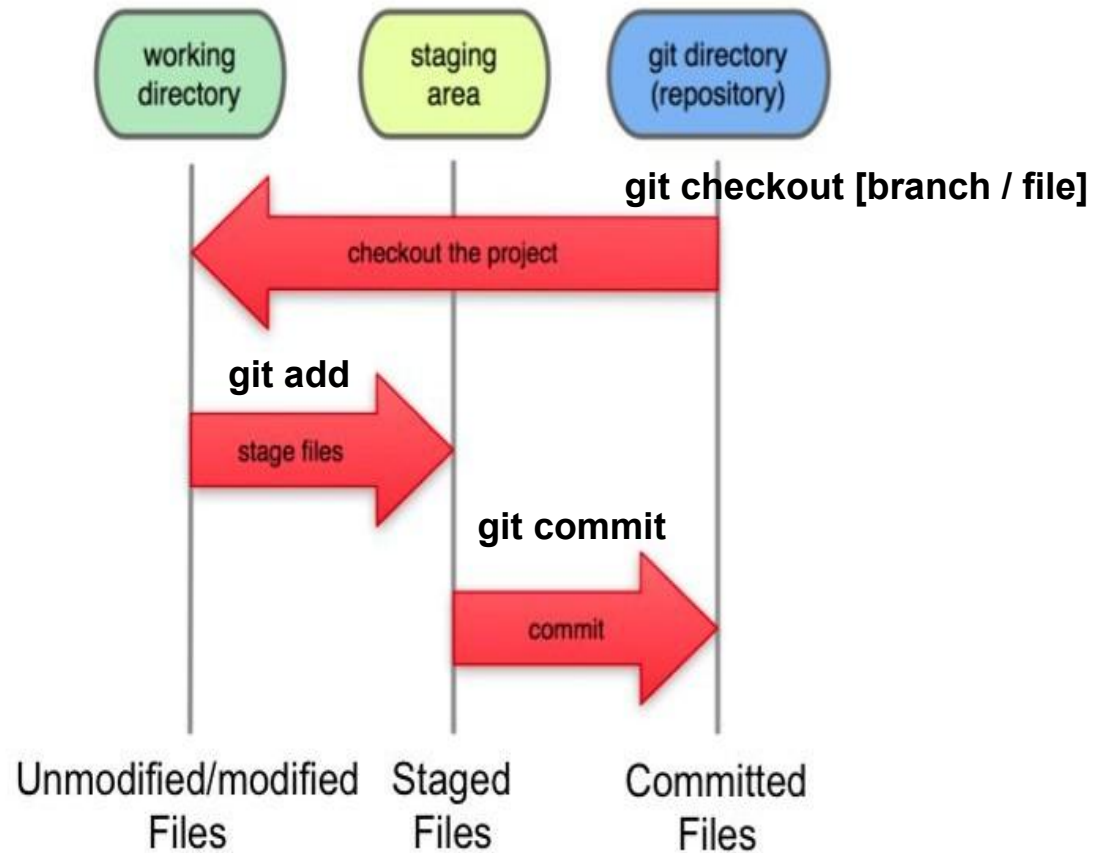 working
directory
staging
area
git directory
(repository)
git checkout [branch / file]
checkout the project
git add
stage files
git commit
commit
Unmodified/modified
Files
Staged
Files
Committed
Files